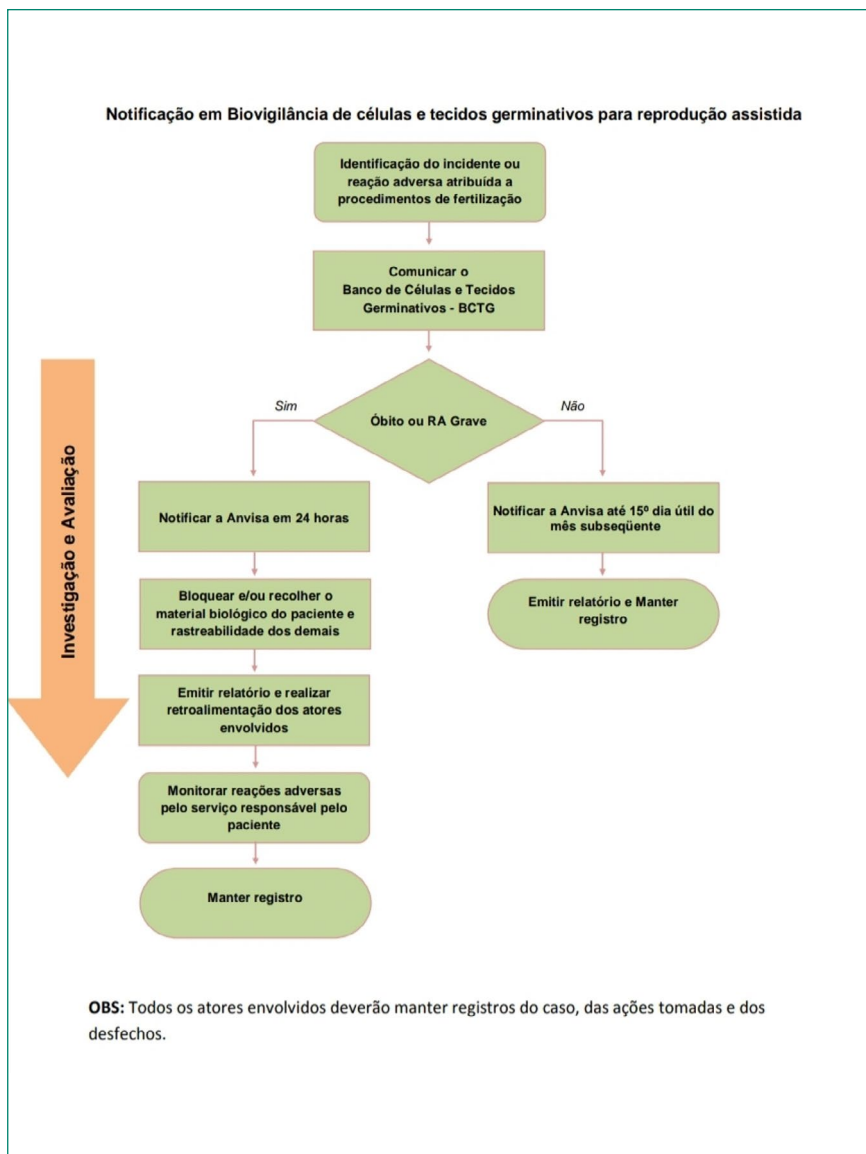 Notificação em Biovigilância de células e tecidos germinativos para reprodução assistida
Identificação do incidente ou
reação adversa atribuída a
procedimentos de fertilização
Comunicar o
Banco de Células e Tecidos
Germinativos - BCTG
Óbito ou RA Grave
Sim
Não
Investigação e Avaliação
Notificar a Anvisa em 24 horas
Bloquear e/ou recolher o
material biológico do paciente e
rastreabilidade dos demais
Emitir relatório e realizar
retroalimentação dos atores
envolvidos
Monitorar reações adversas
pelo serviço responsável pelo
paciente
Manter registro
Notificar a Anvisa até 15º dia útil do
mês subseqüente
Emitir relatório e Manter
registro
OBS: Todos os atores envolvidos deverão manter registros do caso, das ações tomadas e dos
desfechos.